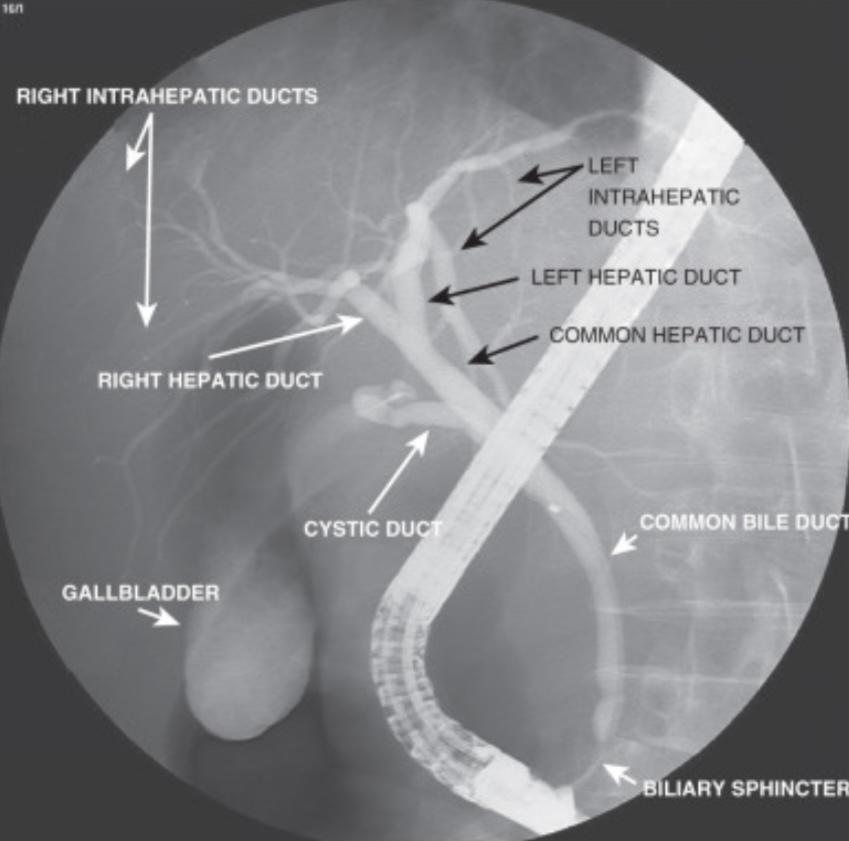 16/1
RIGHT INTRAHEPATIC DUCTS
LEFT
INTRAHEPATIC
DUCTS
LEFT HEPATIC DUCT
COMMON HEPATIC DUCT
RIGHT HEPATIC DUCT
CYSTIC DUCT
COMMON BILE DUCT
GALLBLADDER
BILIARY SPHINCTER